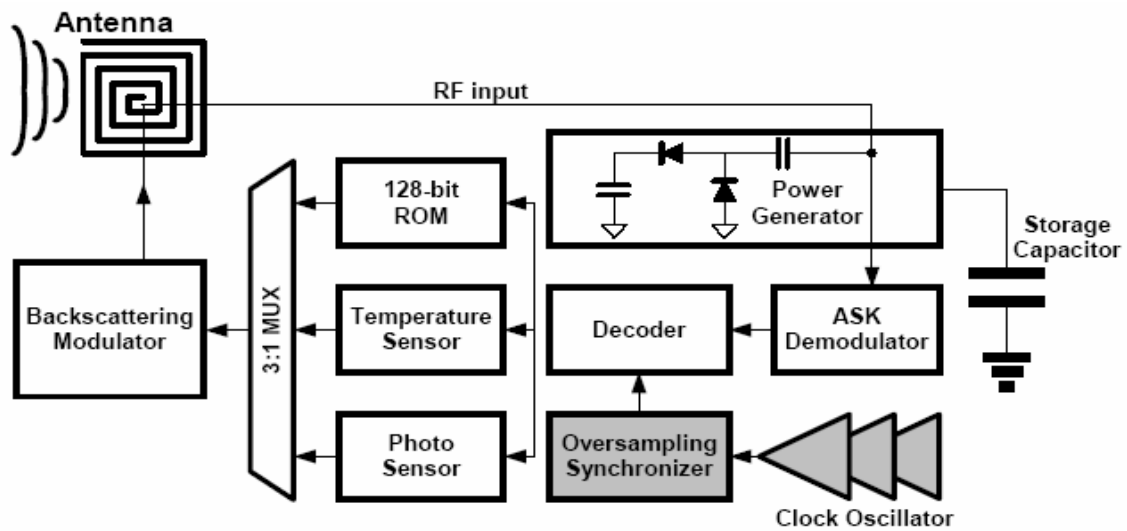 Antenna
RF input
128-bit
ROM
Power
Generator
Storage
Capacitor
Backscattering
Modulator
3:1 MUX
Temperature
Sensor
Decoder
ASK
Demodulator
Photo
Sensor
Oversampling
Synchronizer
Clock Oscillator